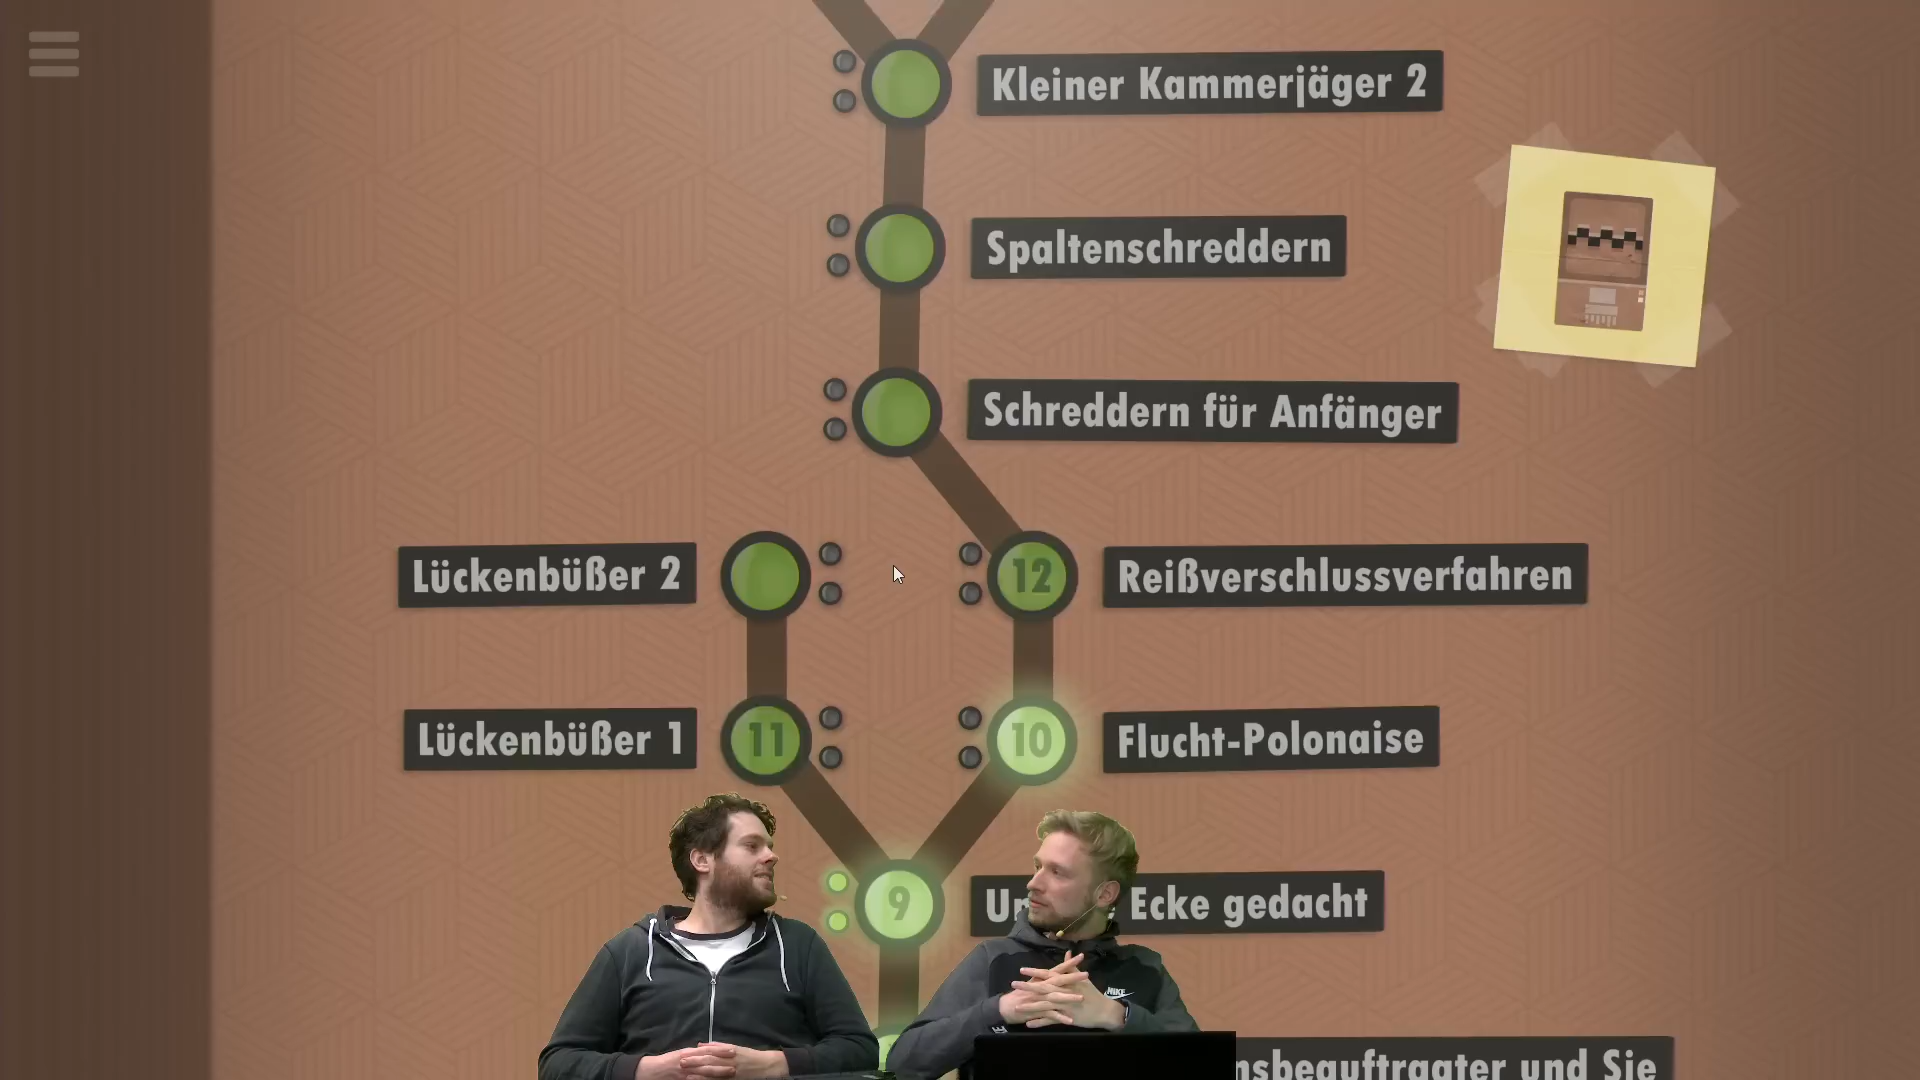 Kleiner Kammerjäger 2
Spaltenschreddern
Schreddern für Anfänger
Lückenbüßer 2
12
Reißverschlussverfahren
Lückenbüßer 1
11
10
Flucht-Polonaise
9
Ecke gedacht
NIKE
und Sie